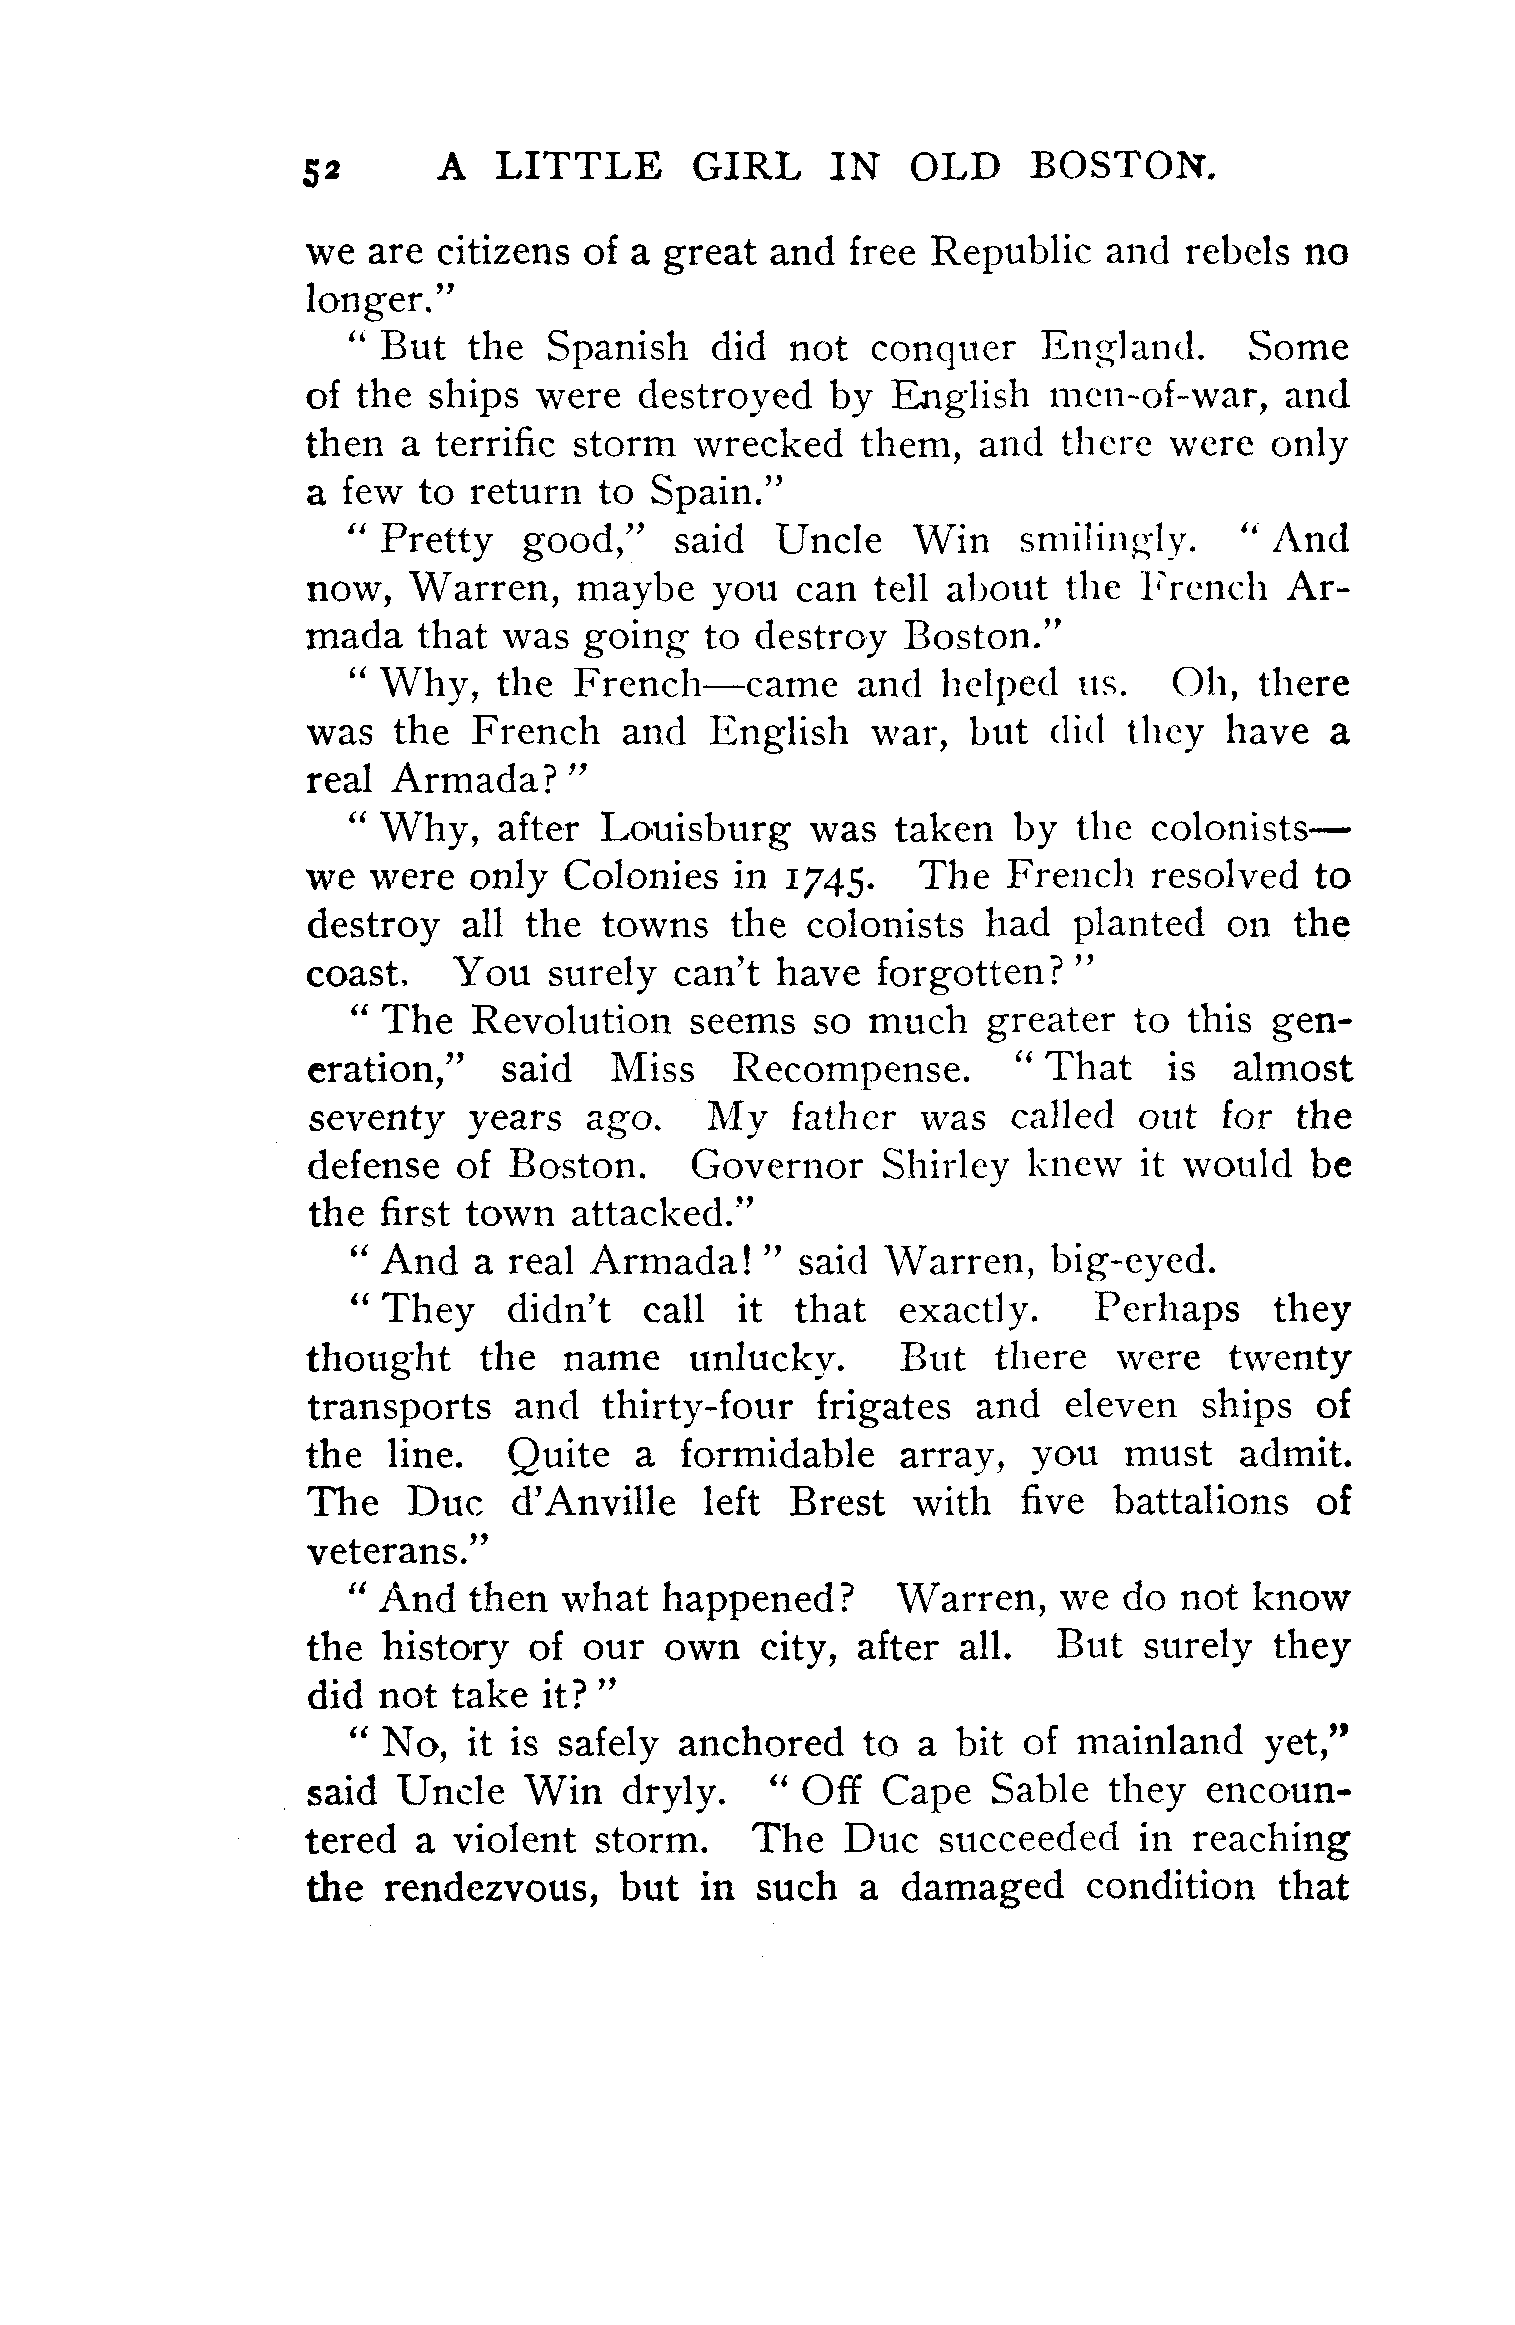 52 A LITTLE GIRL IN OLD BOSTON.
we are citizens of a great and free Republic and rebels no
longer.”
“ But the Spanish did not conquer England. Some
of the ships were destroyed by English men-of-war, and
then a terrific storm wrecked them, and there were only
a few to return to Spain.”
“ Pretty good,” said Uncle Win smilingly. “ And
now, Warren, maybe you can tell about the French Ar-
mada that was going to destroy Boston.”
“ Why, the French—came and helped us. Oh, there
was the French and English war, but did they have a
real Armada? ”
“ Why, after Louisburg was taken by the colonists—
we were only Colonies in 1745. The French resolved to
destroy all the towns the colonists had planted on the
coast. You surely can’t have forgotten? ”
“ The Revolution seems so much greater to this gen-
eration,” said Miss Recompense. “ That is almost
seventy years ago. My father was called out for the
defense of Boston. Governor Shirley knew it would be
the first town attacked.”
“ And a real Armada! ” said Warren, big-eyed.
“ They didn’t call it that exactly. Perhaps they
thought the name unlucky. But there were twenty
transports and thirty-four frigates and eleven ships of
the line. Quite a formidable array, you must admit.
The Duc d’Anville left Brest with five battalions of
veterans.”
“ And then what happened? Warren, we do not know
the history of our own city, after all. But surely they
did not take it? ”
“ No, it is safely anchored to a bit of mainland yet,”
said Uncle Win dryly. “ Off Cape Sable they encoun-
tered a violent storm. The Duc succeeded in reaching
the rendezvous, but in such a damaged condition that